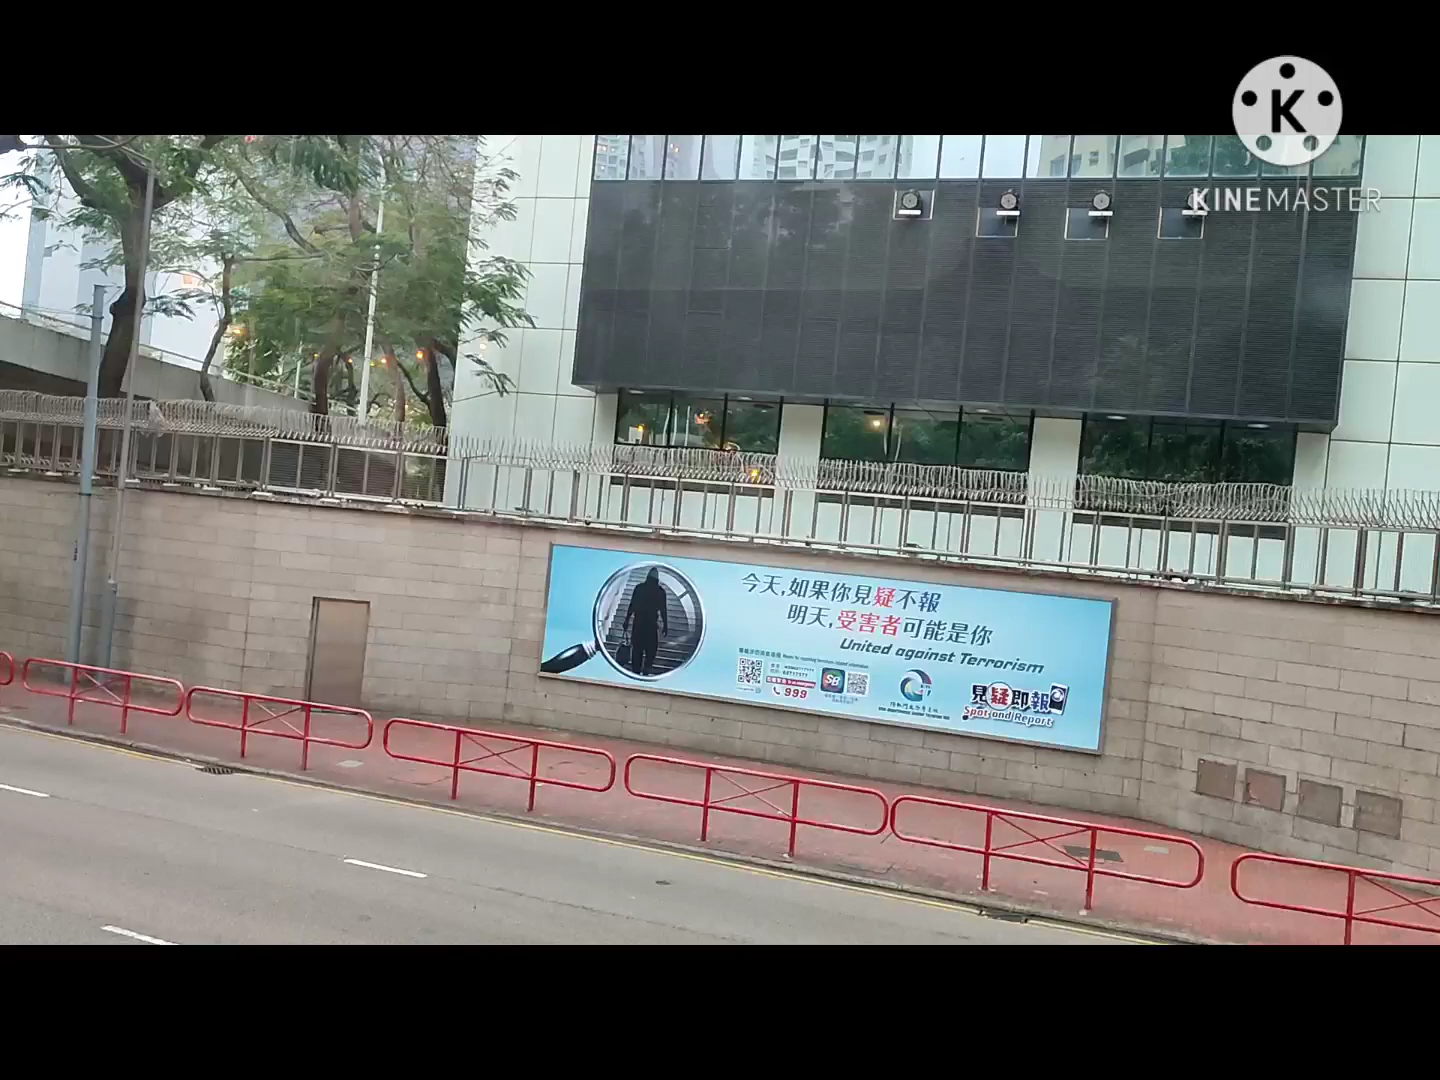 K
KINEMASTER
今天,如果你見疑不報
明天,受害者可能是你
United against Terrorism
999
SB
見疑即報
Spot and Report